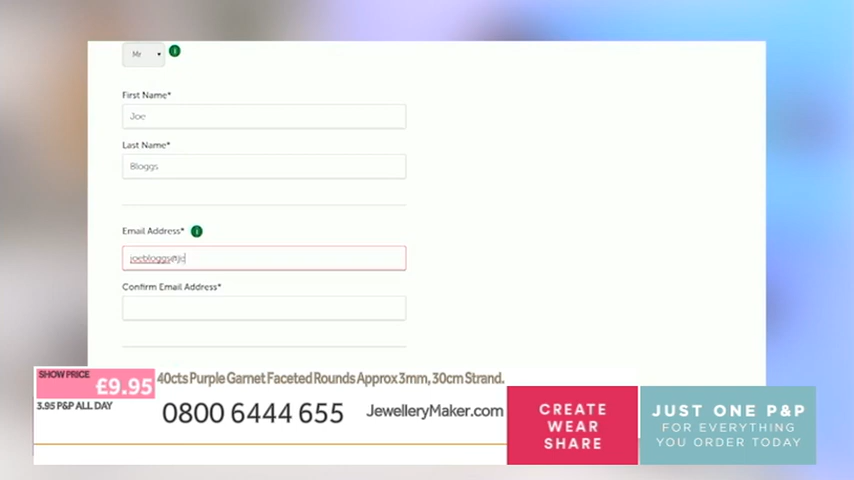 Mr
First Name*
Joe
Last Name*
Bloggs
Email Address*
joebloggs@jo
Confirm Email Address*
SHOW PRICE
£9.95
3.95 P&P ALL DAY
40cts Purple Garnet Faceted Rounds Approx 3mm, 30cm Strand.
0800 6444 655
JewelleryMaker.com
CREATE
WEAR
SHARE
JUST ONE P&P
FOR EVERYTHING
YOU ORDER TODAY